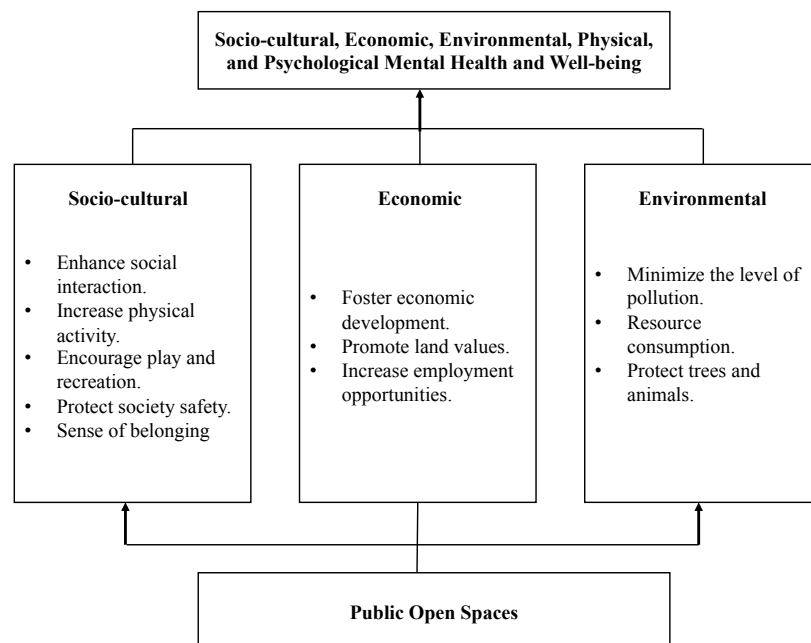 Socio-cultural, Economic, Environmental, Physical,
and Psychological Mental Health and Well-being
Socio-cultural
• Enhance social
interaction.
• Increase physical
activity.
• Encourage play and
recreation.
• Protect society safety.
• Sense of belonging
Economic
• Foster economic
development.
• Promote land values.
• Increase employment
opportunities.
Environmental
• Minimize the level of
pollution.
• Resource
consumption.
• Protect trees and
animals.
Public Open Spaces